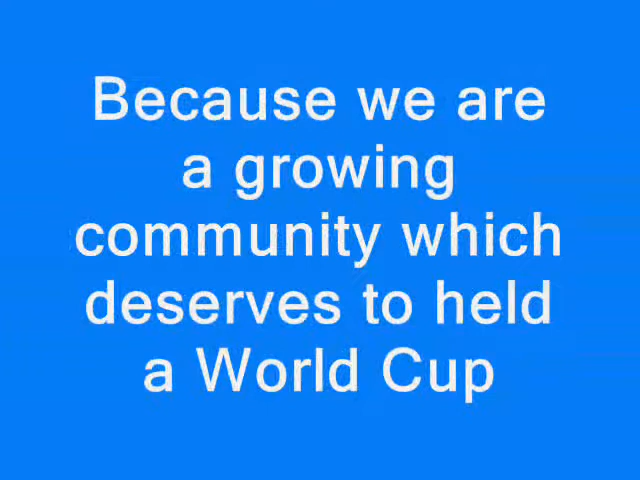 Because we are
a growing
community which
deserves to held
a World Cup